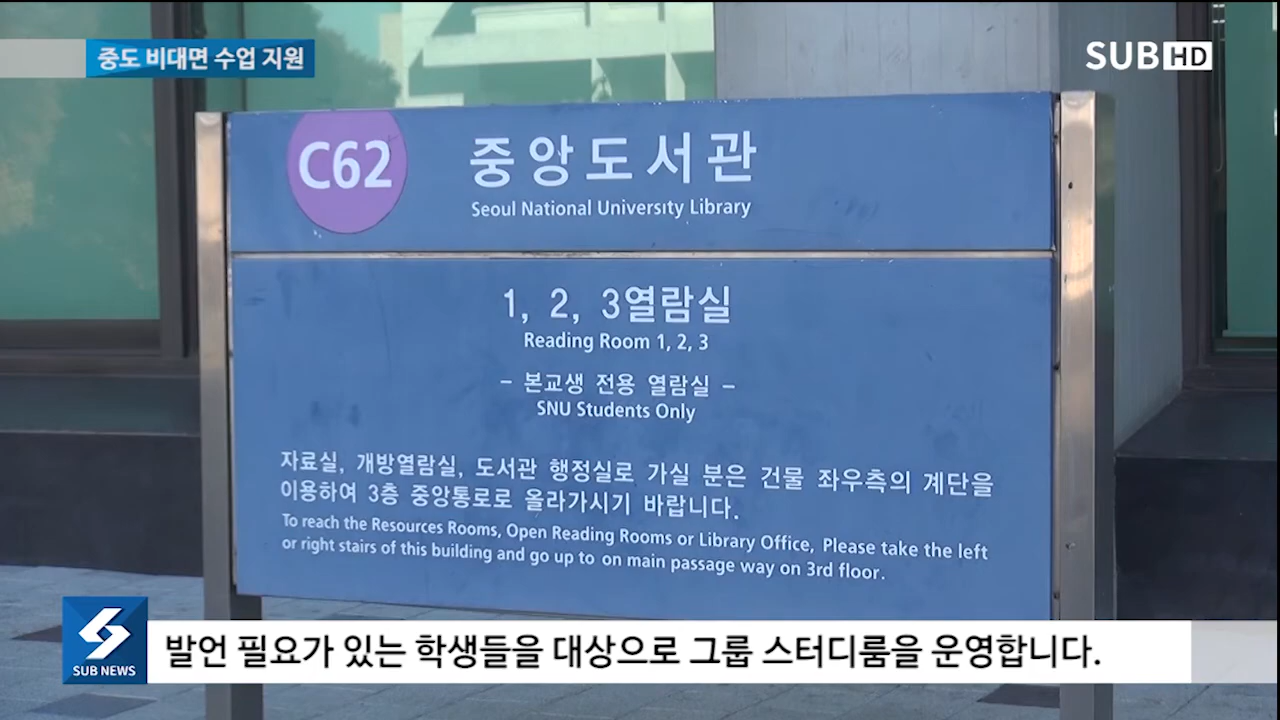 중도 비대면 수업 지원
SUB HD
C62
중앙도서관
Seoul National University Library
1, 2, 3열람실
Reading Room 1, 2, 3
- 본교생 전용 열람실 -
SNU Students Only
자료실, 개방열람실, 도서관 행정실로 가실 분은 건물 좌우측의 계단을
이용하여 3층 중앙통로로 올라가시기 바랍니다.
To reach the Resources Rooms, Open Reading Rooms or Library Office, Please take the left
or right stairs of this building and go up to on main passage way on 3rd floor.
SUB NEWS
발언 필요가 있는 학생들을 대상으로 그룹 스터디룸을 운영합니다.